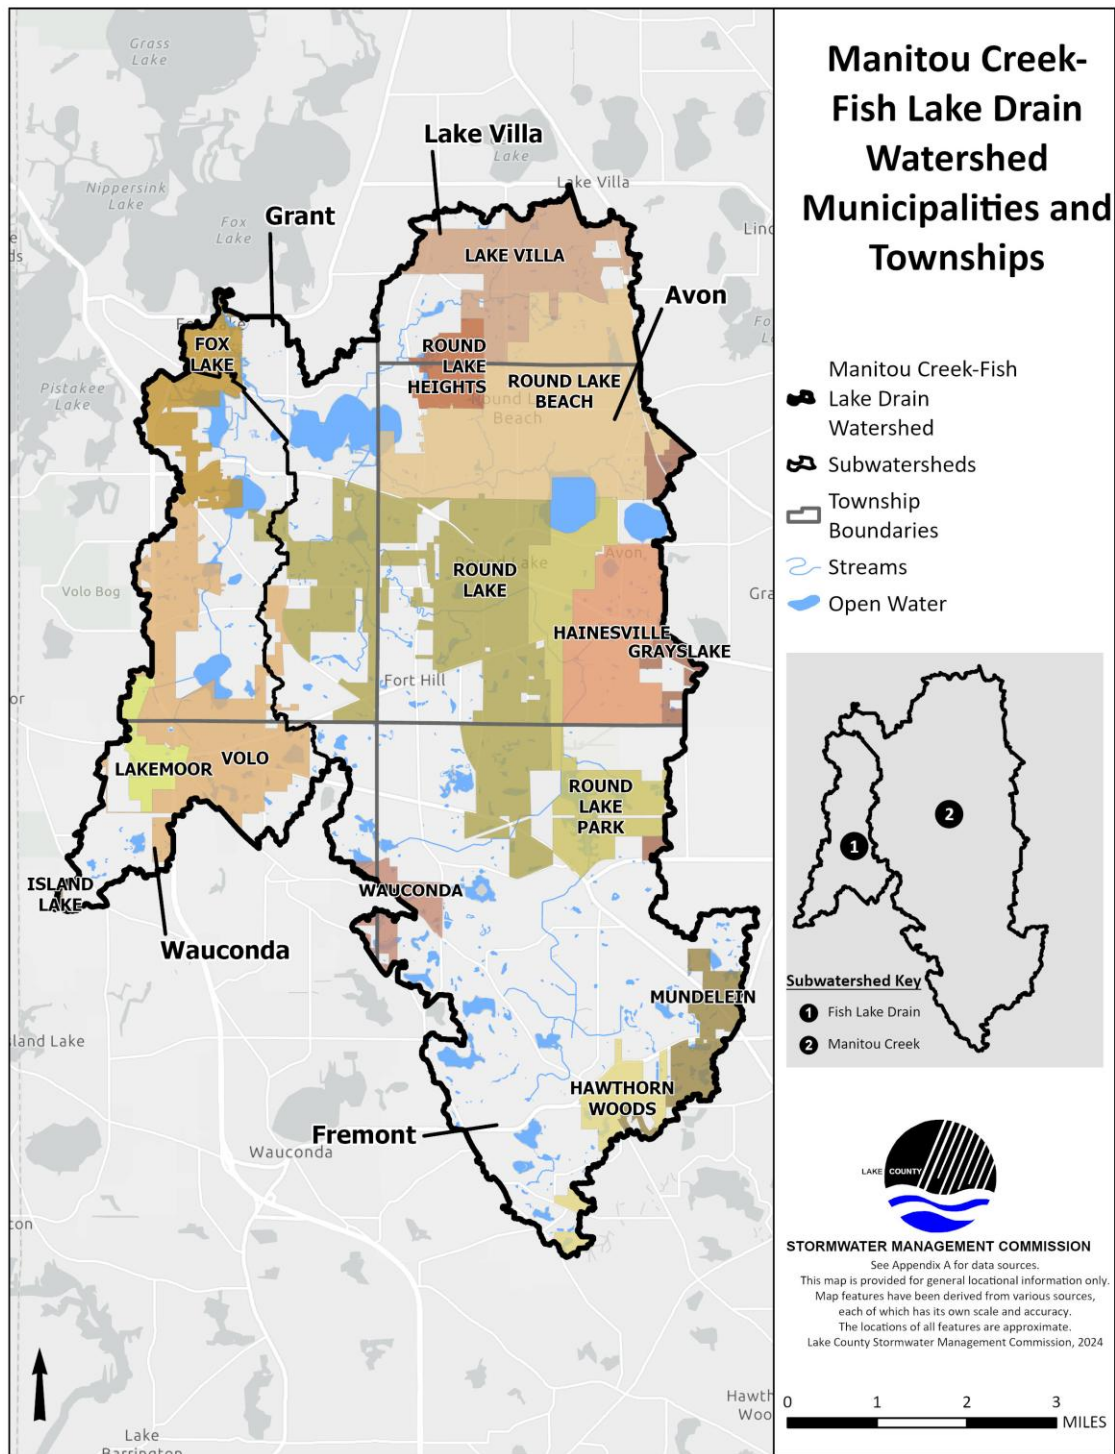 Manitou Creek-
Fish Lake Drain
Watershed
Municipalities and
Townships
Manitou Creek-Fish
Lake Drain
Watershed
Subwatersheds
Township
Boundaries
Streams
Open Water
Subwatershed Key
1 Fish Lake Drain
2 Manitou Creek
1
2
LAKE COUNTY
STORMWATER MANAGEMENT COMMISSION
See Appendix A for data sources.
This map is provided for general locational information only.
Map features have been derived from various sources,
each of which has its own scale and accuracy.
The locations of all features are approximate.
Lake County Stormwater Management Commission, 2024
0 1 2 3
MILES
Grass
Lake
Lake Villa
Lake
Lake Villa
Nippersink
Lake
Grant
Fox
Lake
LAKE VILLA
Avon
FOX
LAKE
ROUND
LAKE
HEIGHTS
ROUND LAKE
BEACH
Round Lake
Beach
Pistakee
Lake
Volo Bog
ROUND
LAKE
Round Lake
Avon
HAINESVILLE
GRAYSLAKE
Fort Hill
LAKEMOOR
VOLO
ROUND
LAKE
PARK
ISLAND
LAKE
WAUCONDA
Wauconda
MUNDELEIN
Island Lake
HAWTHORN
WOODS
Fremont
Wauconda
Lake
Barrington